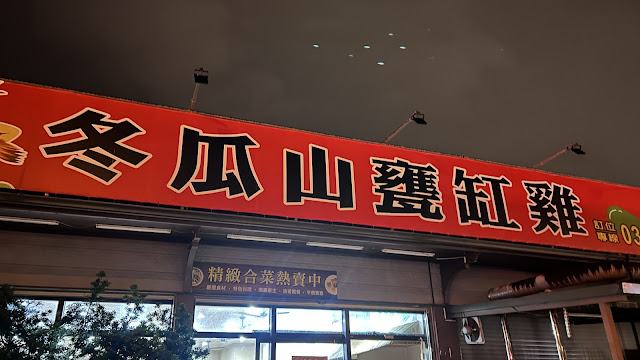 冬瓜山甕缸雞
訂位
專線 03
精緻合菜熱賣中